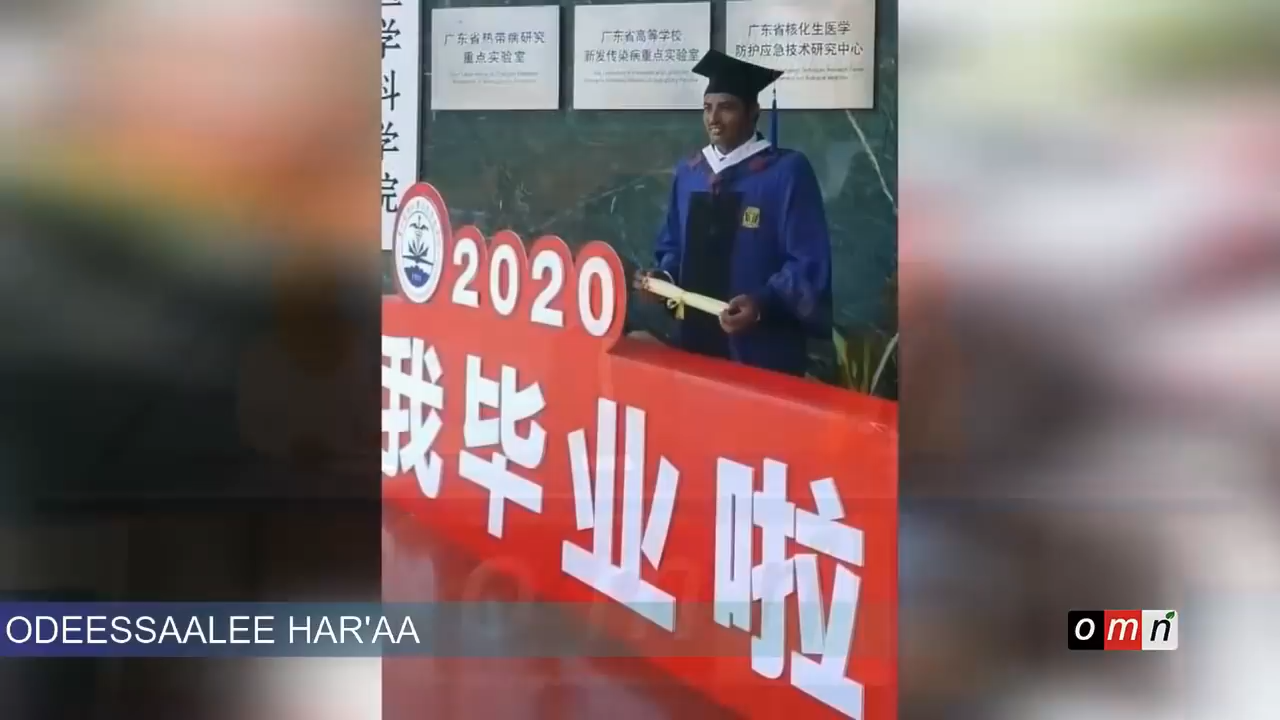 广东省热带病研究
重点实验室
广东省高等学校
新发传染病重点实验室
广东省核化生医学
防护应急技术研究中心
学科学院
2020
我毕业啦
ODEESSAALEE HAR'AA
omn